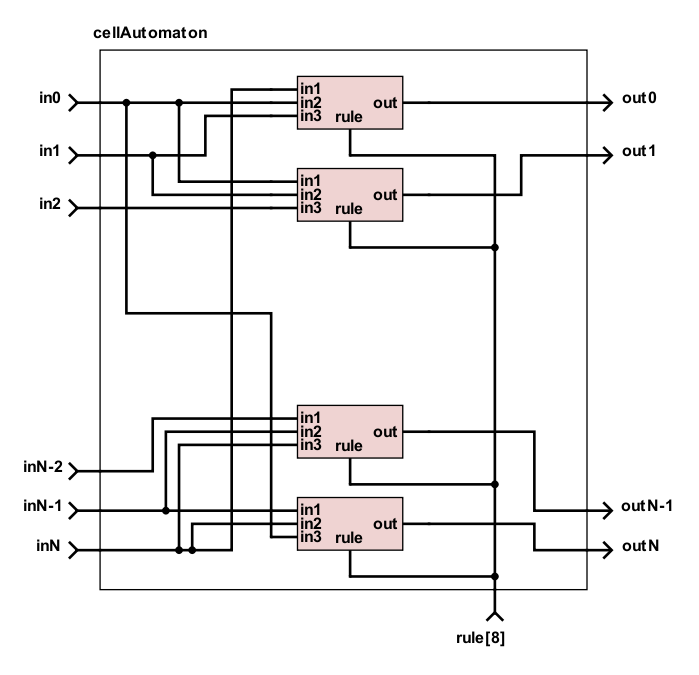 cellAutomaton
in0
in1
in2
in3
out
rule
out0
in1
out1
in1
in2
in3
out
rule
in2
in1
in2
in3
out
rule
inN-2
inN-1
outN-1
in1
in2
in3
out
rule
inN
outN
rule[8]